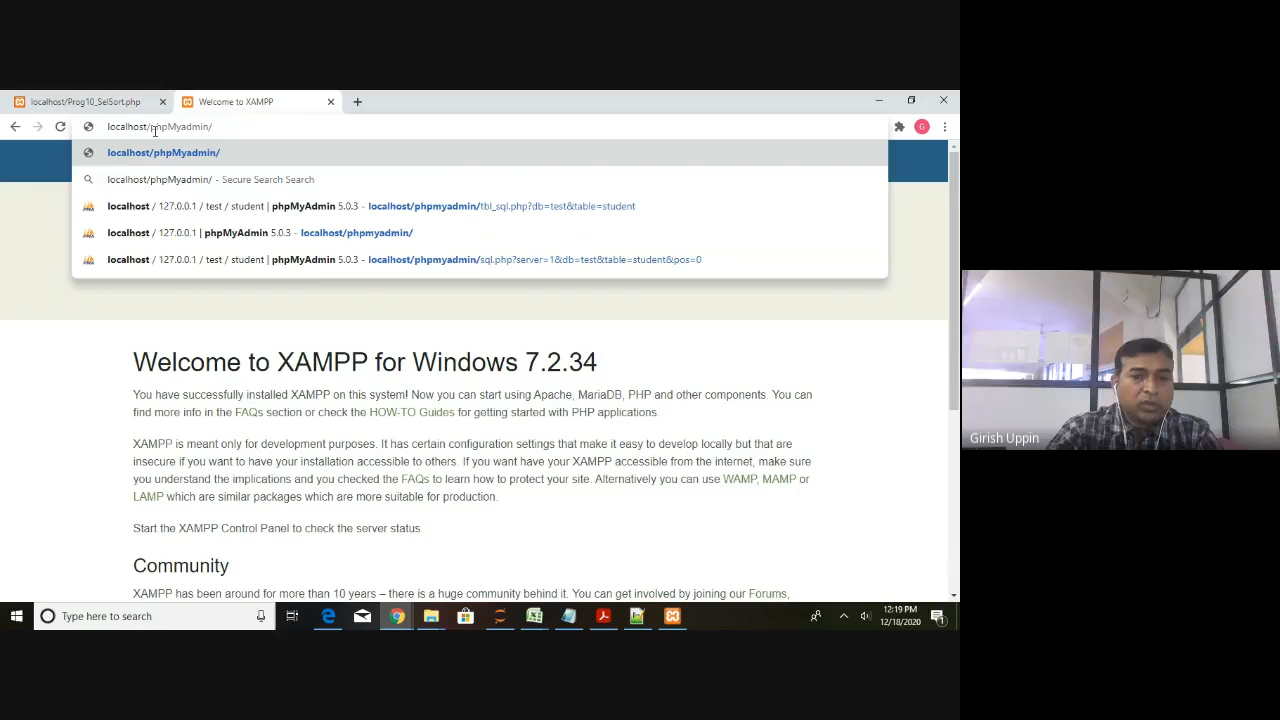 localhost/Prog10_SelSort.php
Welcome to XAMPP
localhost/phpMyadmin/
G
localhost/phpMyadmin/
localhost/phpMyadmin/ - Secure Search Search
localhost / 127.0.0.1 / test / student | phpMyAdmin 5.0.3 - localhost/phpmyadmin/tbl_sql.php?db=test&table=student
localhost / 127.0.0.1 | phpMyAdmin 5.0.3 - localhost/phpmyadmin/
localhost / 127.0.0.1 / test / student | phpMyAdmin 5.0.3 - localhost/phpmyadmin/sql.php?server=1&db=test&table=student&pos=0
Welcome to XAMPP for Windows 7.2.34
You have successfully installed XAMPP on this system! Now you can start using Apache, MariaDB, PHP and other components. You can
find more info in the FAQs section or check the HOW-TO Guides for getting started with PHP applications.
XAMPP is meant only for development purposes. It has certain configuration settings that make it easy to develop locally but that are
insecure if you want to have your installation accessible to others. If you want have your XAMPP accessible from the internet, make sure
you understand the implications and you checked the FAQs to learn how to protect your site. Alternatively you can use WAMP, MAMP or
LAMP which are similar packages which are more suitable for production.
Start the XAMPP Control Panel to check the server status.
Community
XAMPP has been around for more than 10 years – there is a huge community behind it. You can get involved by joining our Forums,
Type here to search
12:19 PM
12/18/2020
1
Girish Uppin